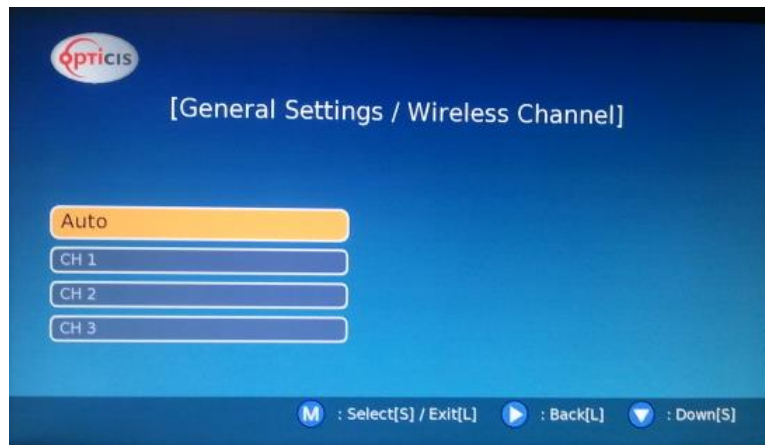 OPTICIS
[General Settings / Wireless Channel]
Auto
CH 1
CH 2
CH 3
M : Select[S] / Exit[L] : Back[L] : Down[S]